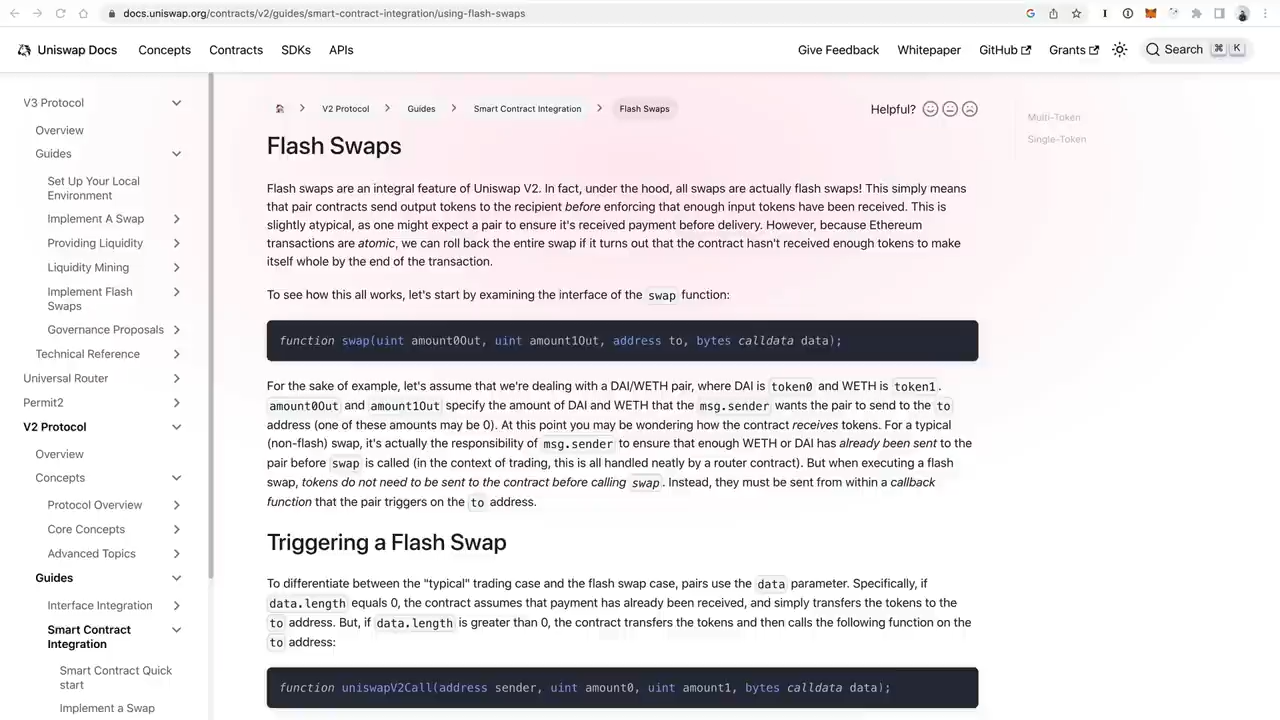 docs.uniswap.org/contracts/v2/guides/smart-contract-integration/using-flash-swaps
Uniswap Docs
Concepts
Contracts
SDKs
APIs
Give Feedback
Whitepaper
GitHub
Grants
Search
⌘
K
V3 Protocol
Overview
Guides
Set Up Your Local
Environment
Implement A Swap
Providing Liquidity
Liquidity Mining
Implement Flash
Swaps
Governance Proposals
Technical Reference
Universal Router
Permit2
V2 Protocol
Overview
Concepts
Protocol Overview
Core Concepts
Advanced Topics
Guides
Interface Integration
Smart Contract
Integration
Smart Contract Quick
start
Implement a Swap
V2 Protocol
Guides
Smart Contract Integration
Flash Swaps
Helpful?
Flash Swaps
Flash swaps are an integral feature of Uniswap V2. In fact, under the hood, all swaps are actually flash swaps! This simply means
that pair contracts send output tokens to the recipient before enforcing that enough input tokens have been received. This is
slightly atypical, as one might expect a pair to ensure it's received payment before delivery. However, because Ethereum
transactions are atomic, we can roll back the entire swap if it turns out that the contract hasn't received enough tokens to make
itself whole by the end of the transaction.
To see how this all works, let's start by examining the interface of the swap function:
function swap(uint amount0Out, uint amount1Out, address to, bytes calldata data);
For the sake of example, let's assume that we're dealing with a DAI/WETH pair, where DAI is token0 and WETH is token1.
amount0Out and amount1Out specify the amount of DAI and WETH that the msg.sender wants the pair to send to the to
address (one of these amounts may be 0). At this point you may be wondering how the contract receives tokens. For a typical
(non-flash) swap, it's actually the responsibility of msg.sender to ensure that enough WETH or DAI has already been sent to the
pair before swap is called (in the context of trading, this is all handled neatly by a router contract). But when executing a flash
swap, tokens do not need to be sent to the contract before calling swap. Instead, they must be sent from within a callback
function that the pair triggers on the to address.
Triggering a Flash Swap
To differentiate between the “typical” trading case and the flash swap case, pairs use the data parameter. Specifically, if
data.length equals 0, the contract assumes that payment has already been received, and simply transfers the tokens to the
to address. But, if data.length is greater than 0, the contract transfers the tokens and then calls the following function on the
to address:
function uniswapV2Call(address sender, uint amount0, uint amount1, bytes calldata data);
Multi-Token
Single-Token